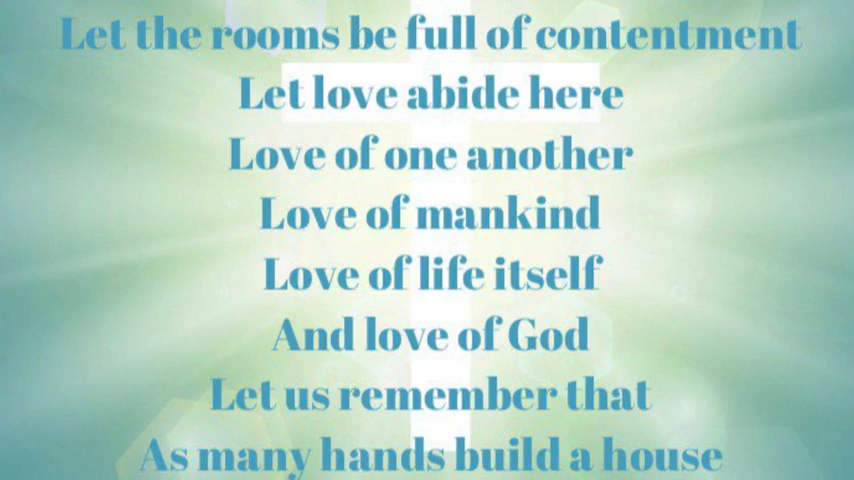 Let the rooms be full of contentment
Let love abide here
Love of one another
Love of mankind
Love of life itself
And love of God
Let us remember that
As many hands build a house